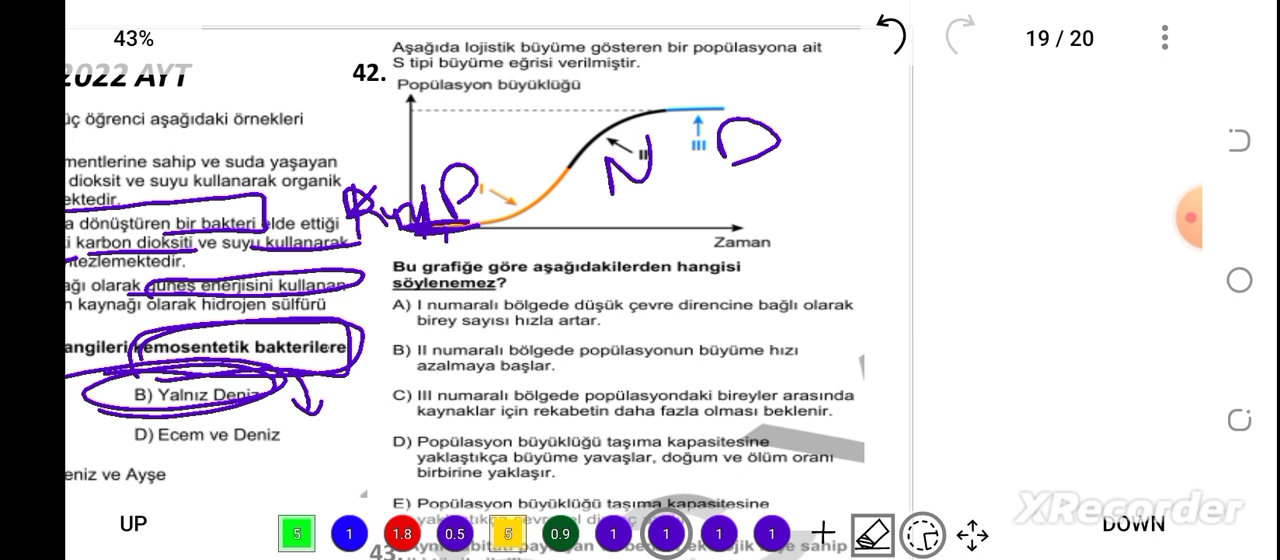 43%
19 / 20
2022 AYT
üç öğrenci aşağıdaki örnekleri
mentlerine sahip ve suda yaşayan
dioksit ve suyu kullanarak organik
ektedir.
a dönüştüren bir bakteri elde ettiği
i karbon dioksiti ve suyu kullanarak
ntezlemektedir.
ağı olarak güneş enerjisini kullanan
n kaynağı olarak hidrojen sülfürü
angileri kemosentetik bakterilere
B) Yalnız Deniz
D) Ecem ve Deniz
eniz ve Ayşe
42.
Aşağıda lojistik büyüme gösteren bir popülasyona ait
S tipi büyüme eğrisi verilmiştir.
Popülasyon büyüklüğü
I
II
III
P
N
D
Zaman
Bu grafiğe göre aşağıdakilerden hangisi
söylenemez?
A) I numaralı bölgede düşük çevre direncine bağlı olarak
birey sayısı hızla artar.
B) II numaralı bölgede popülasyonun büyüme hızı
azalmaya başlar.
C) III numaralı bölgede popülasyondaki bireyler arasında
kaynaklar için rekabetin daha fazla olması beklenir.
D) Popülasyon büyüklüğü taşıma kapasitesine
yaklaştıkça büyüme yavaşlar, doğum ve ölüm oranı
birbirine yaklaşır.
E) Popülasyon büyüklüğü taşıma kapasitesine
43.
UP
5 1 1.8 0.5 5 0.9 1 1 1 1
DOWN
XRecorder